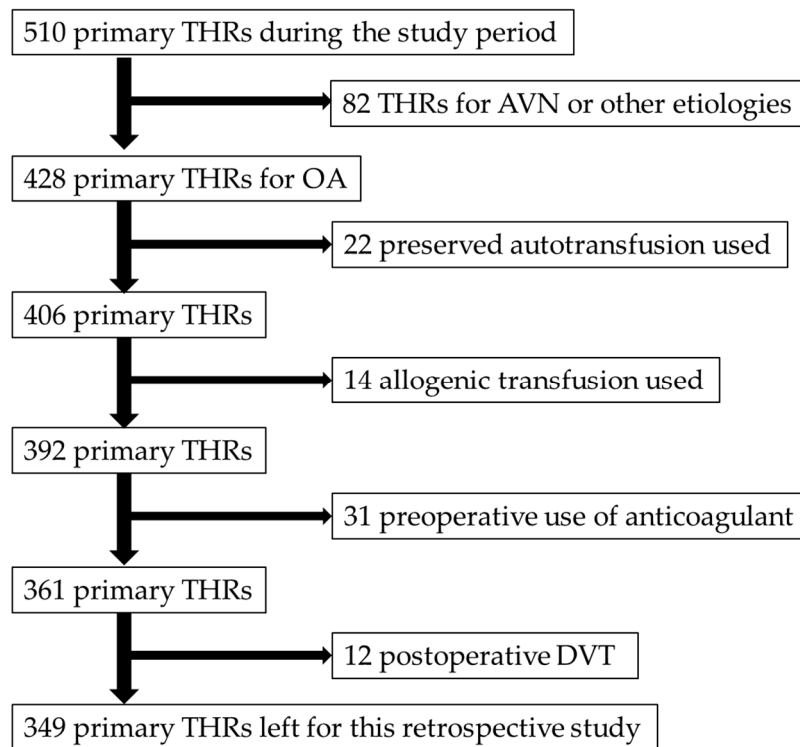 510 primary THRs during the study period
82 THRs for AVN or other etiologies
428 primary THRs for OA
22 preserved autotransfusion used
406 primary THRs
14 allogenic transfusion used
392 primary THRs
31 preoperative use of anticoagulant
361 primary THRs
12 postoperative DVT
349 primary THRs left for this retrospective study